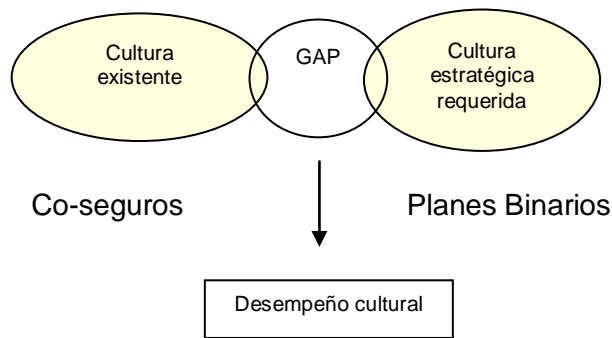 Cultura
existente
GAP
Cultura
estratégica
requerida
Co-seguros
Planes Binarios
Desempeño cultural